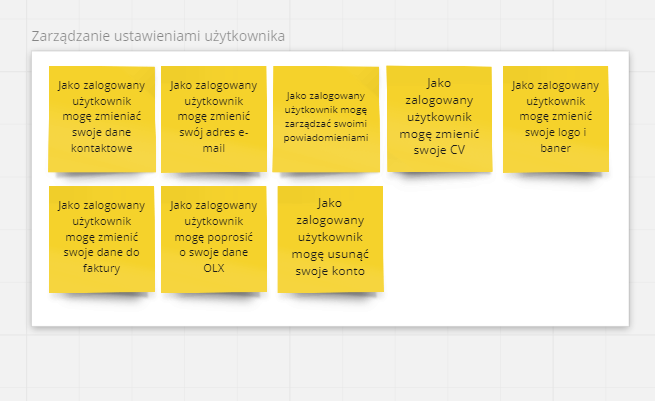 Zarządzanie ustawieniami użytkownika
Jako zalogowany
użytkownik
mogę zmieniać
swoje dane
kontaktowe
Jako zalogowany
użytkownik
mogę zmienić
swój adres e-
mail
Jako zalogowany
użytkownik mogę
zarządzać swoimi
powiadomieniami
Jako
zalogowany
użytkownik
mogę zmienić
swoje CV
Jako zalogowany
użytkownik
mogę zmienić
swoje logo i
baner
Jako zalogowany
użytkownik
mogę zmienić
swoje dane do
faktury
Jako zalogowany
użytkownik
mogę poprosić
o swoje dane
OLX
Jako
zalogowany
użytkownik
mogę usunąć
swoje konto